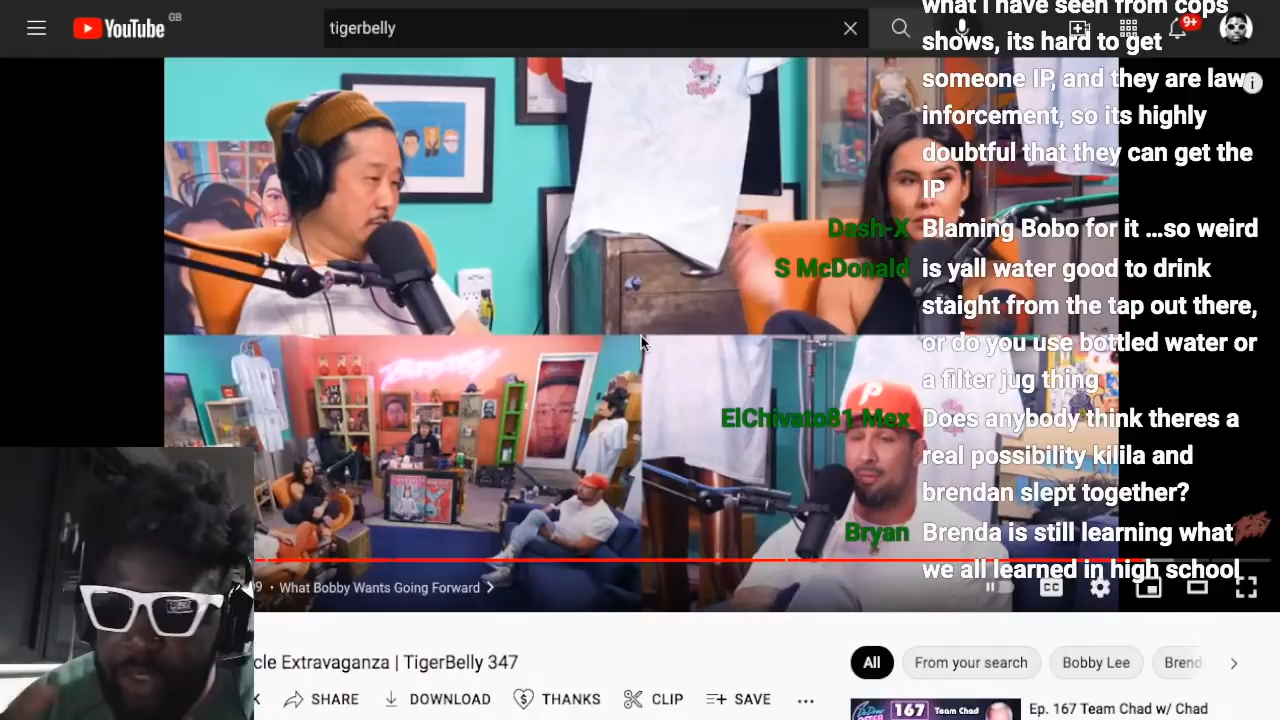 YouTube GB
tigerbelly
9+
what I have seen from cops
shows, its hard to get
someone IP, and they are law
inforcement, so its highly
doubtful that they can get the
IP
Dash-X Blaming Bobo for it ...so weird
S McDonald is yall water good to drink
staight from the tap out there,
or do you use bottled water or
a filter jug thing
ElChivato81 Mex Does anybody think theres a
real possibility kilila and
brendan slept together?
Bryan Brenda is still learning what
we all learned in high school
9 • What Bobby Wants Going Forward
CC
cle Extravaganza | TigerBelly 347
SHARE
DOWNLOAD
THANKS
CLIP
SAVE
All
From your search
Bobby Lee
Brend
167 Team Chad
Ep. 167 Team Chad w/ Chad